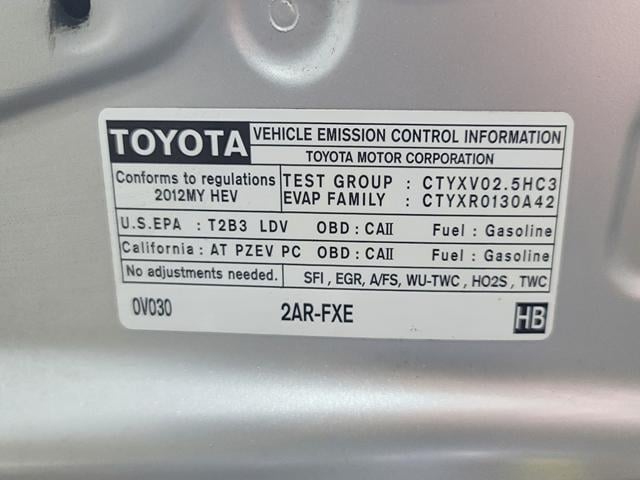 TOYOTA VEHICLE EMISSION CONTROL INFORMATION
TOYOTA MOTOR CORPORATION
Conforms to regulations
2012MY HEV
TEST GROUP : CTYXV02.5HC3
EVAP FAMILY : CTYXR0130A42
U.S.EPA : T2B3 LDV OBD : CAII Fuel : Gasoline
California : AT PZEV PC OBD : CAII Fuel : Gasoline
No adjustments needed. SFI , EGR, A/FS, WU-TWC , HO2S , TWC
0V030 2AR-FXE HB